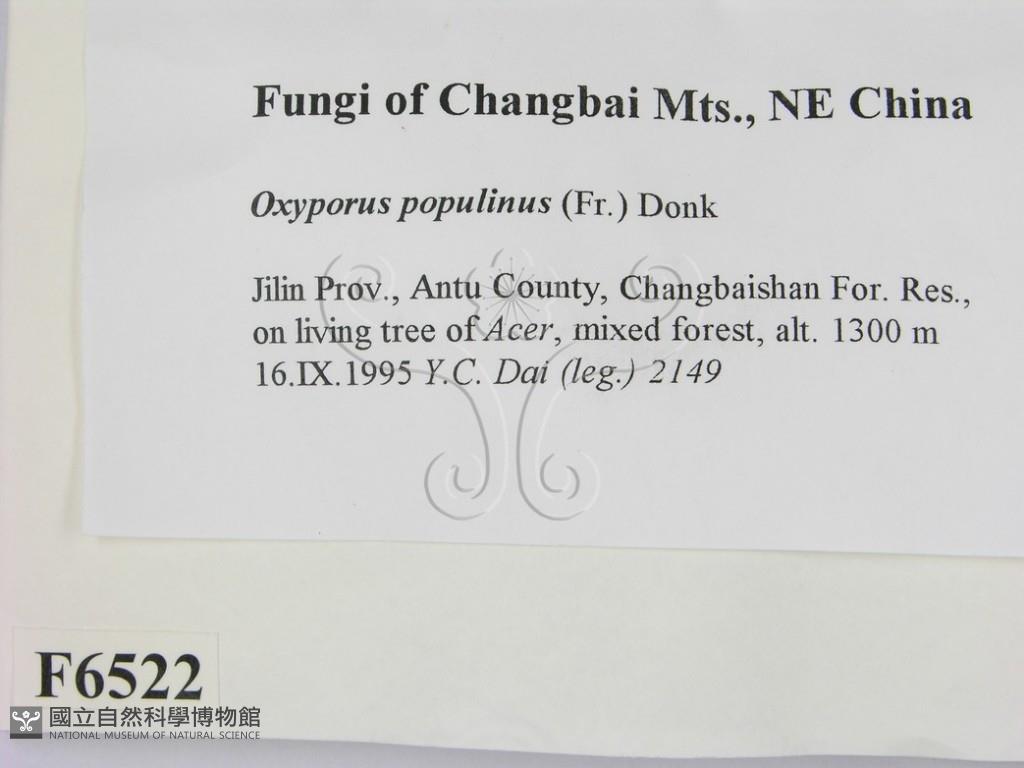 Fungi of Changbai Mts., NE China
Oxyporus populinus (Fr.) Donk
Jilin Prov., Antu County, Changbaishan For. Res.,
on living tree of Acer, mixed forest, alt. 1300 m
16.IX.1995 Y.C. Dai (leg.) 2149
F6522
國立自然科學博物館
NATIONAL MUSEUM OF NATURAL SCIENCE